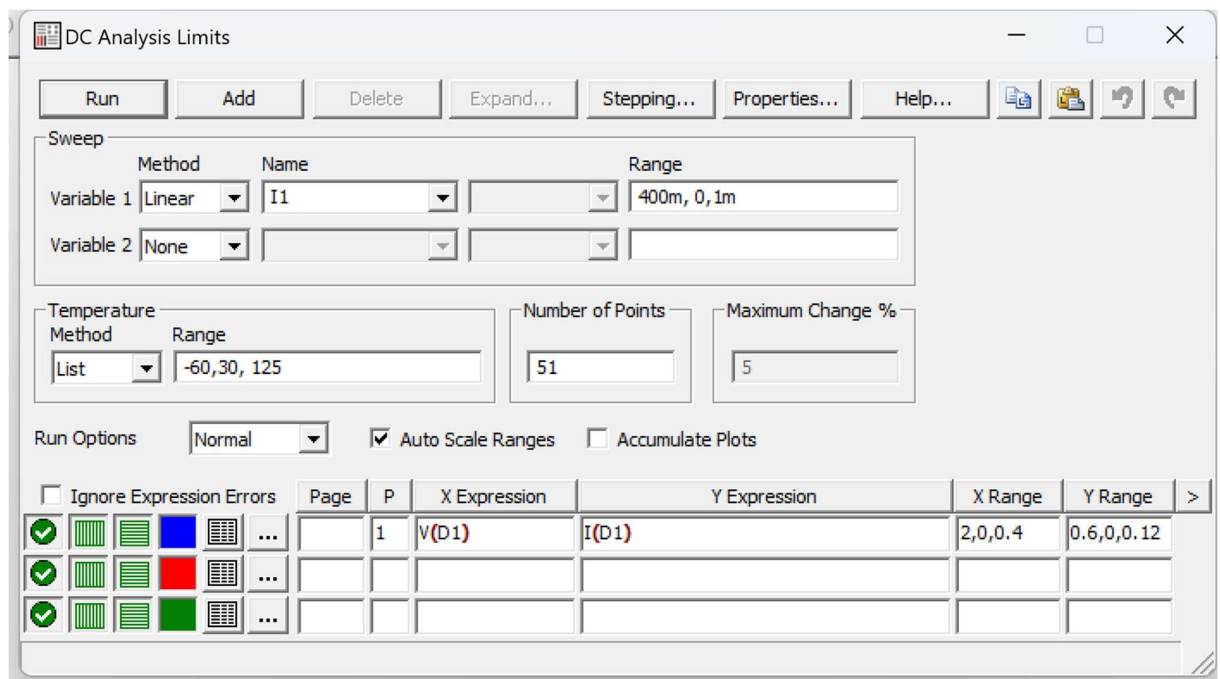 DC Analysis Limits
Run Add Delete Expand... Stepping... Properties... Help...
Sweep
Method Name Range
Variable 1 Linear I1 400m, 0,1m
Variable 2 None
Temperature Number of Points Maximum Change %
Method Range
List -60,30, 125 51 5
Run Options Normal Auto Scale Ranges Accumulate Plots
Ignore Expression Errors Page P X Expression Y Expression X Range Y Range >
... 1 V(D1) I(D1) 2,0,0.4 0.6,0,0.12
...
...